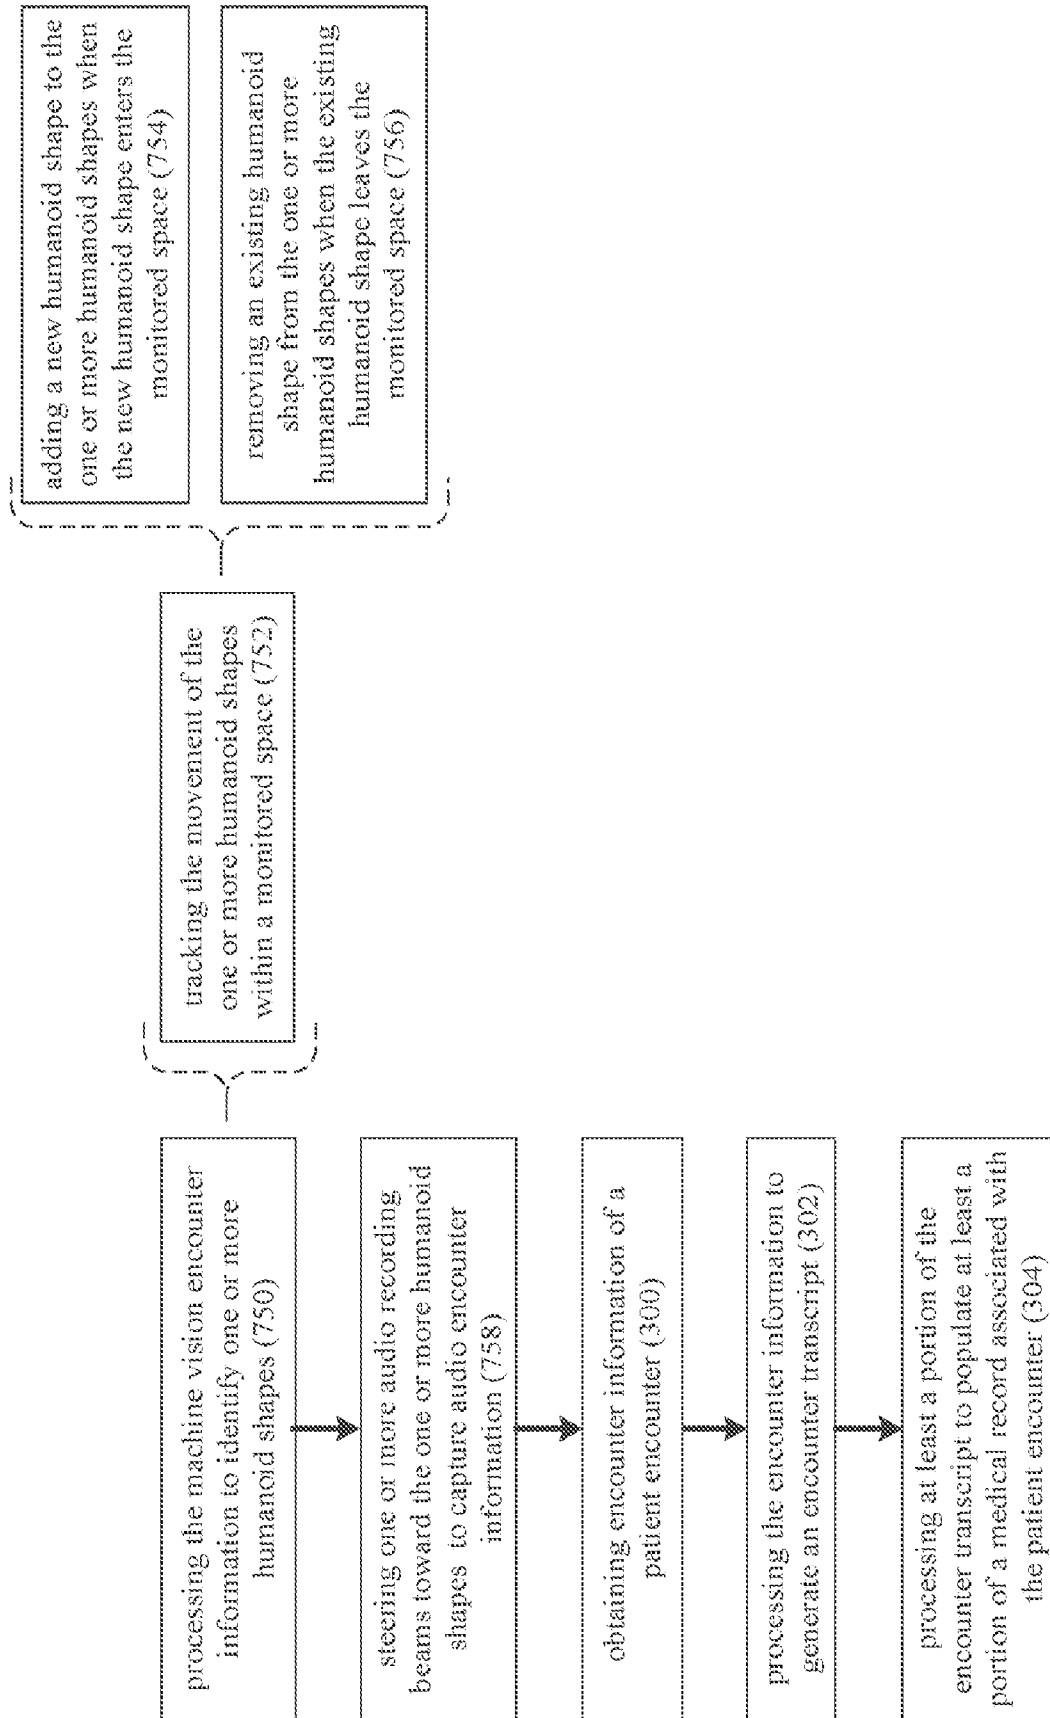 processing the machine vision encounter
information to identify one or more
humanoid shapes (750)
tracking the movement of the
one or more humanoid shapes
within a monitored space (752)
adding a new humanoid shape to the
one or more humanoid shapes when
the new humanoid shape enters the
monitored space (754)
removing an existing humanoid
shape from the one or more
humanoid shapes when the existing
humanoid shape leaves the
monitored space (756)
steering one or more audio recording
beams toward the one or more humanoid
shapes to capture audio encounter
information (758)
obtaining encounter information of a
patient encounter (300)
processing the encounter information to
generate an encounter transcript (302)
processing at least a portion of the
encounter transcript to populate at least a
portion of a medical record associated with
the patient encounter (304)